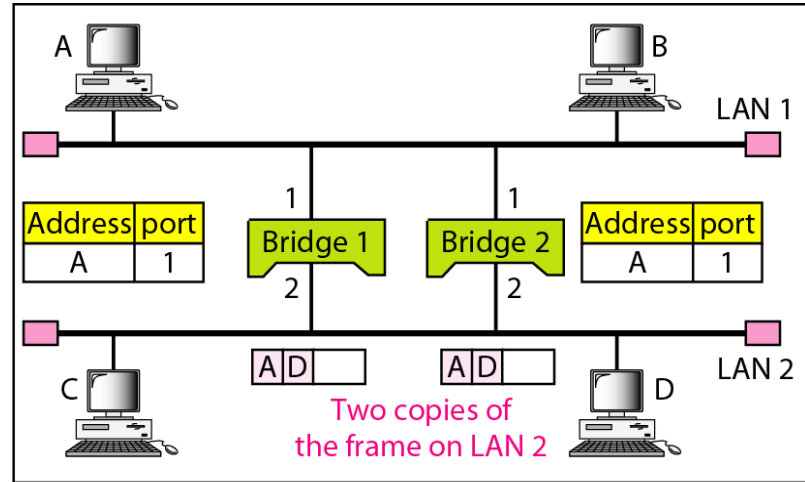 A
B
LAN 1
1
1
Address port
A 1
Bridge 1
Bridge 2
Address port
A 1
2
2
A D
A D
C
D
LAN 2
Two copies of
the frame on LAN 2